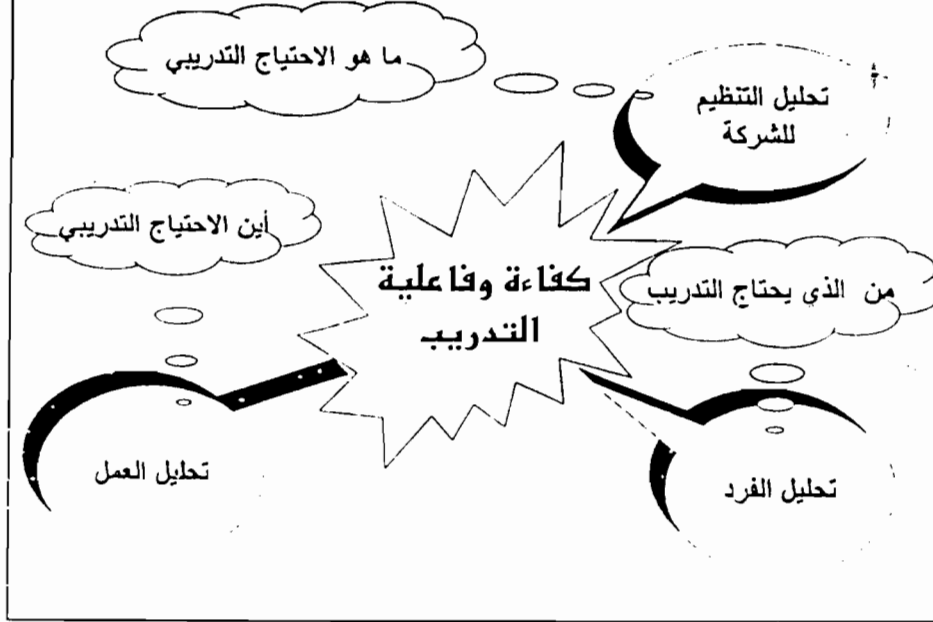 ما هو الاحتياج التدريبي
تحليل التنظيم
للشركة
أين الاحتياج التدريبي
كفاءة وفاعلية
التدريب
من الذي يحتاج التدريب
تحليل العمل
تحليل الفرد